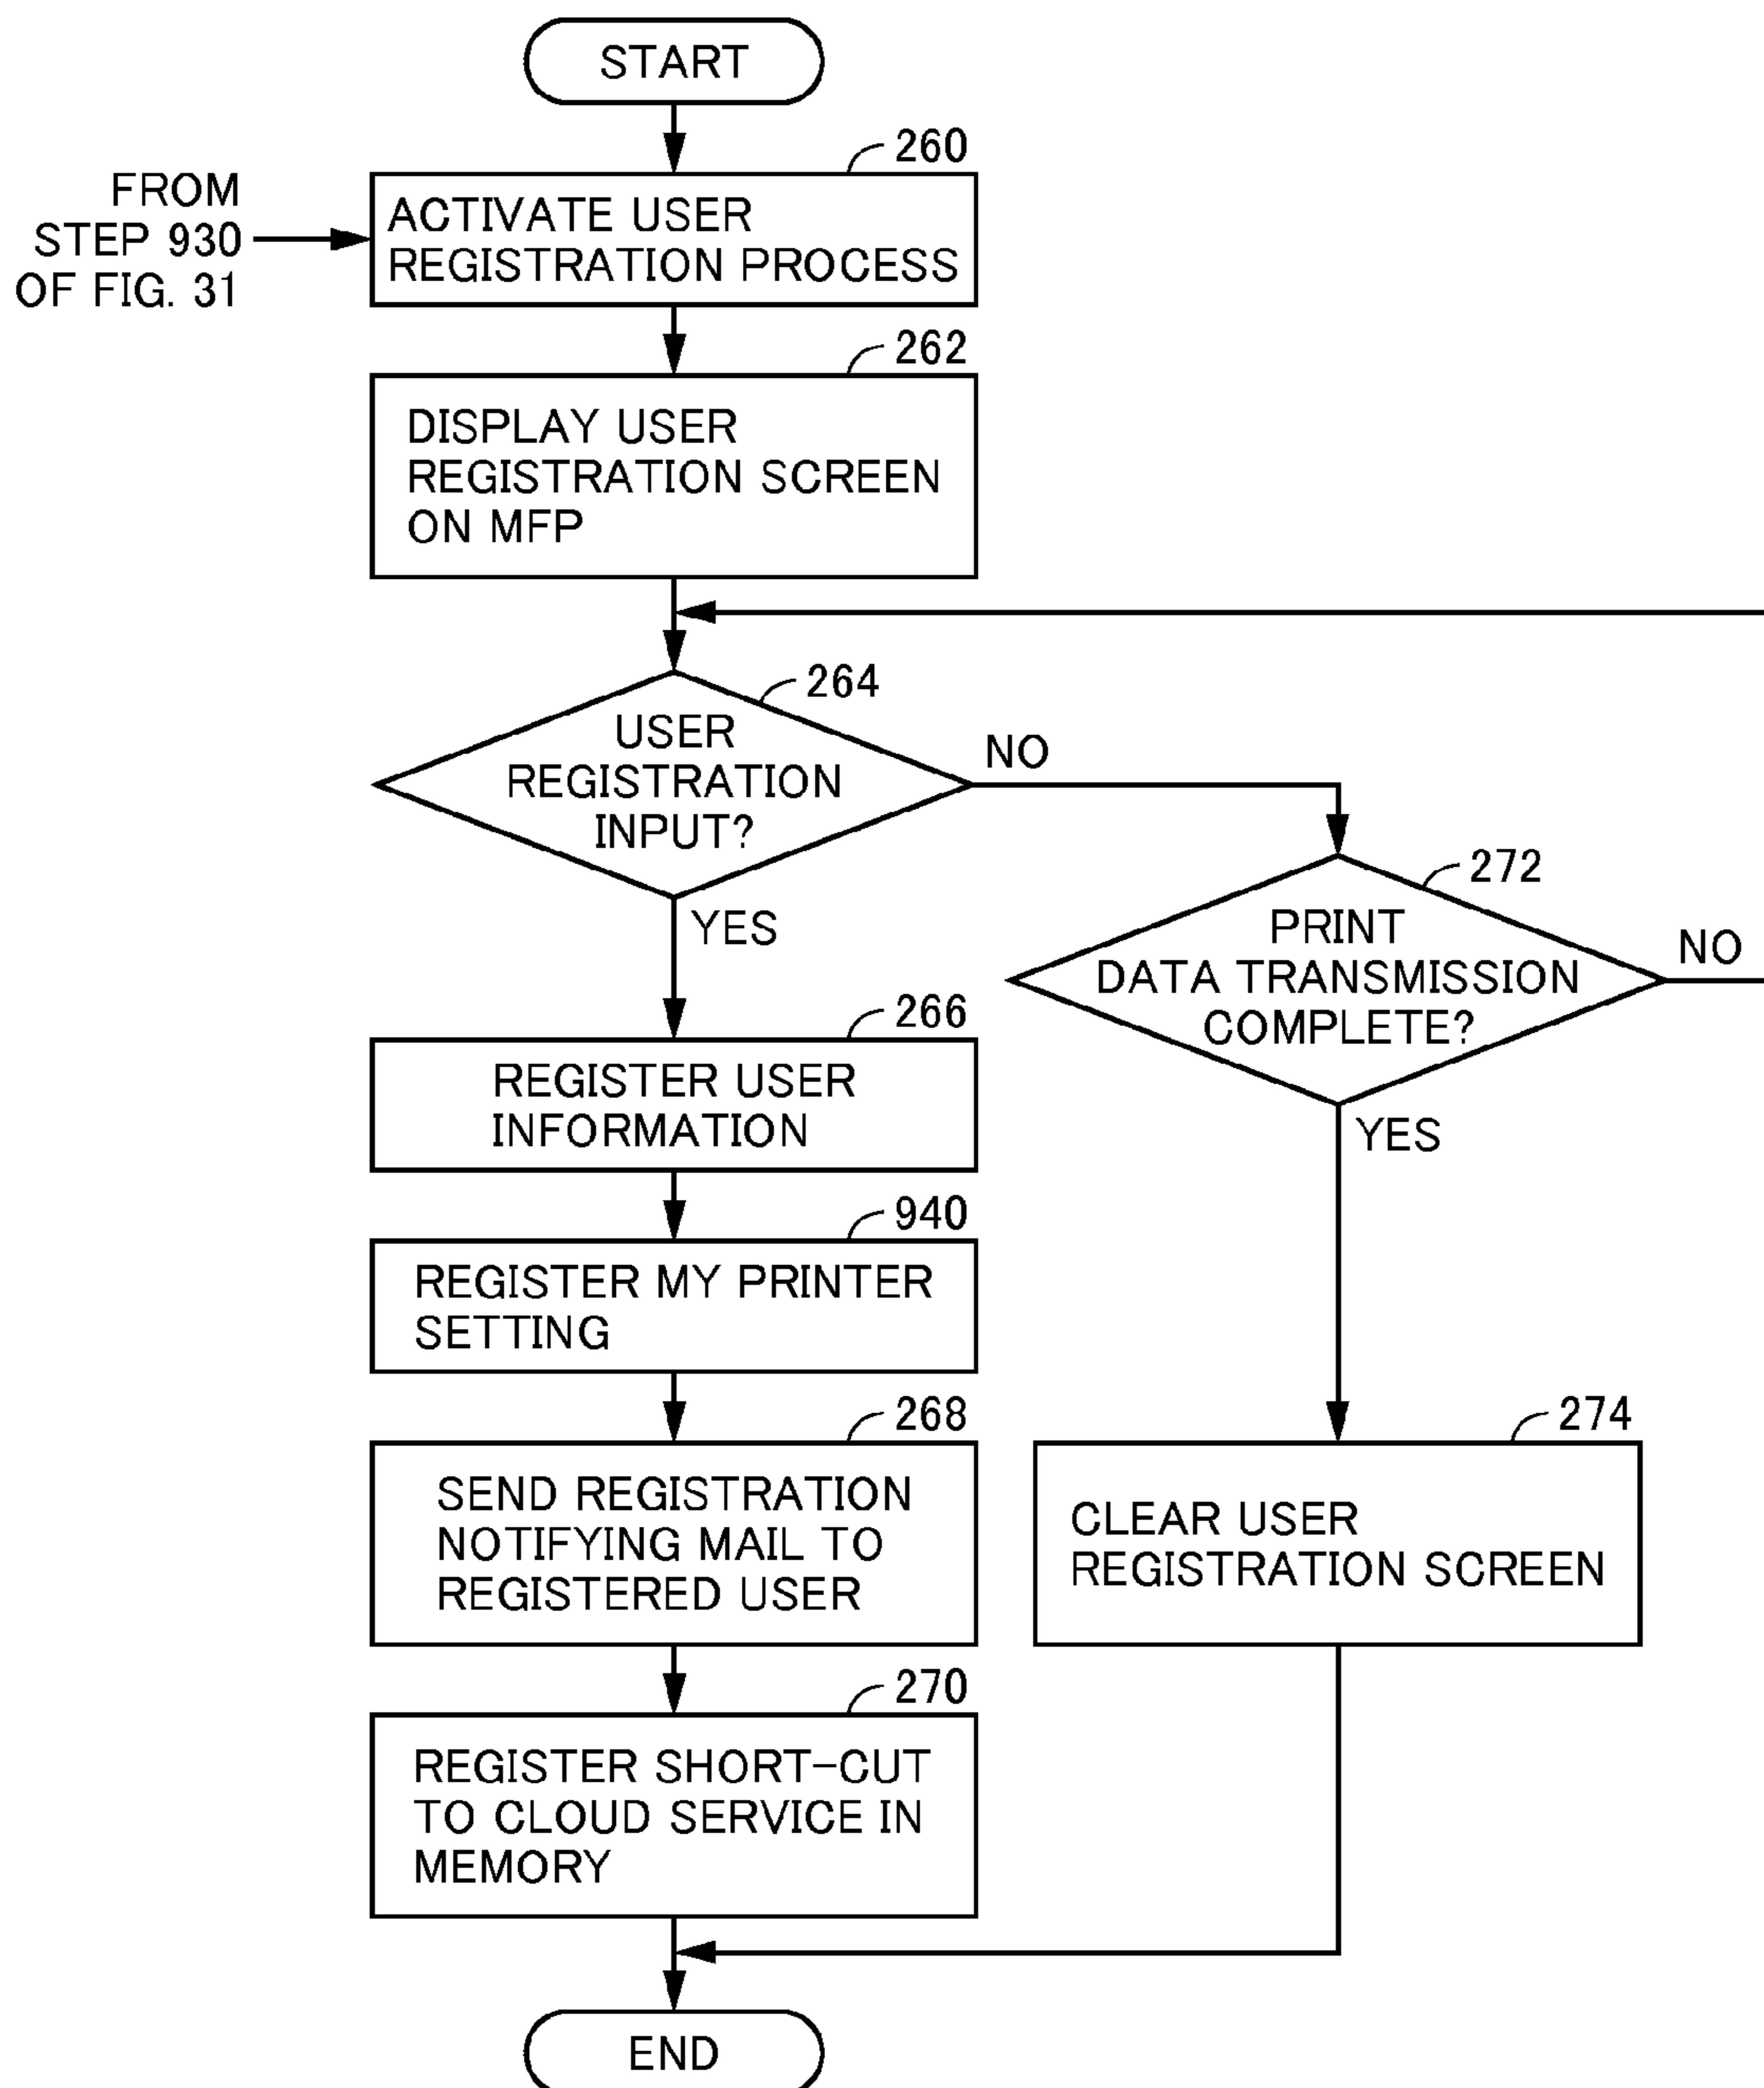 START
260
FROM
STEP 930
OF FIG. 31
ACTIVATE USER
REGISTRATION PROCESS
262
DISPLAY USER
REGISTRATION SCREEN
ON MFP
264
USER
REGISTRATION
INPUT?
NO
YES
272
PRINT
DATA TRANSMISSION
COMPLETE?
NO
YES
266
REGISTER USER
INFORMATION
940
REGISTER MY PRINTER
SETTING
268
SEND REGISTRATION
NOTIFYING MAIL TO
REGISTERED USER
274
CLEAR USER
REGISTRATION SCREEN
270
REGISTER SHORT-CUT
TO CLOUD SERVICE IN
MEMORY
END